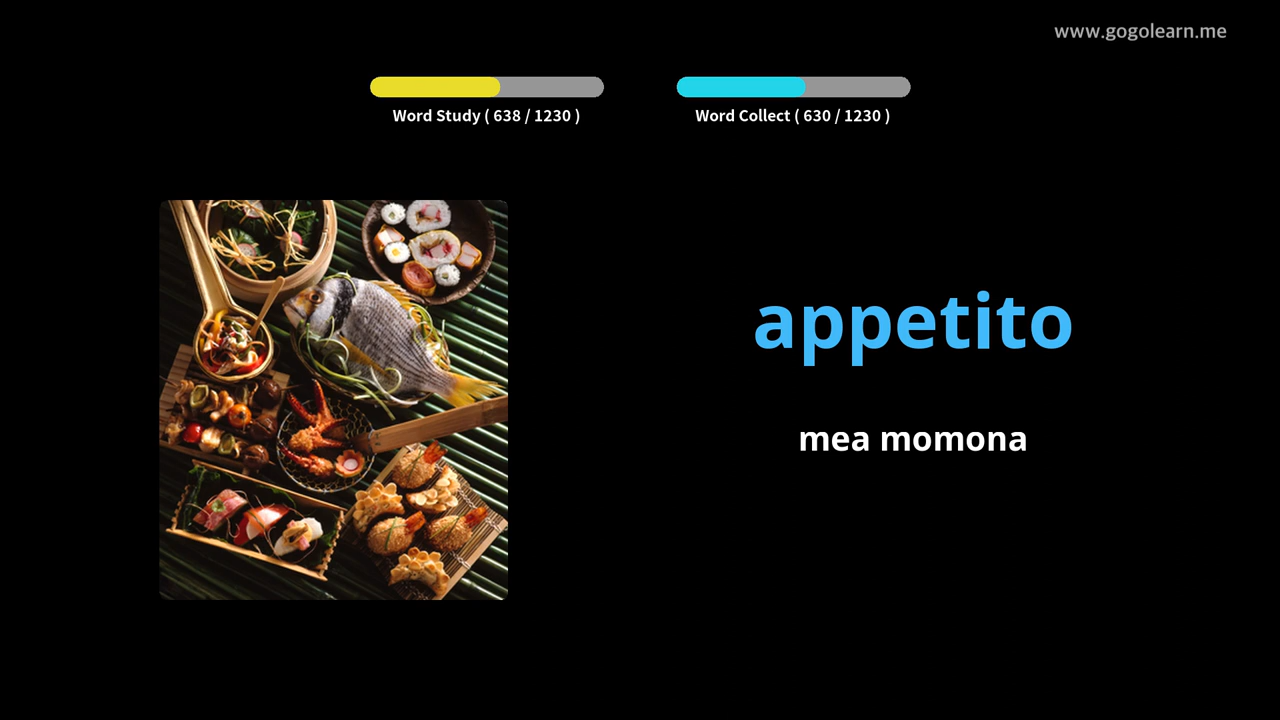 www.gogolearn.me
Word Study ( 638 / 1230 )
Word Collect ( 630 / 1230 )
appetito
mea momona